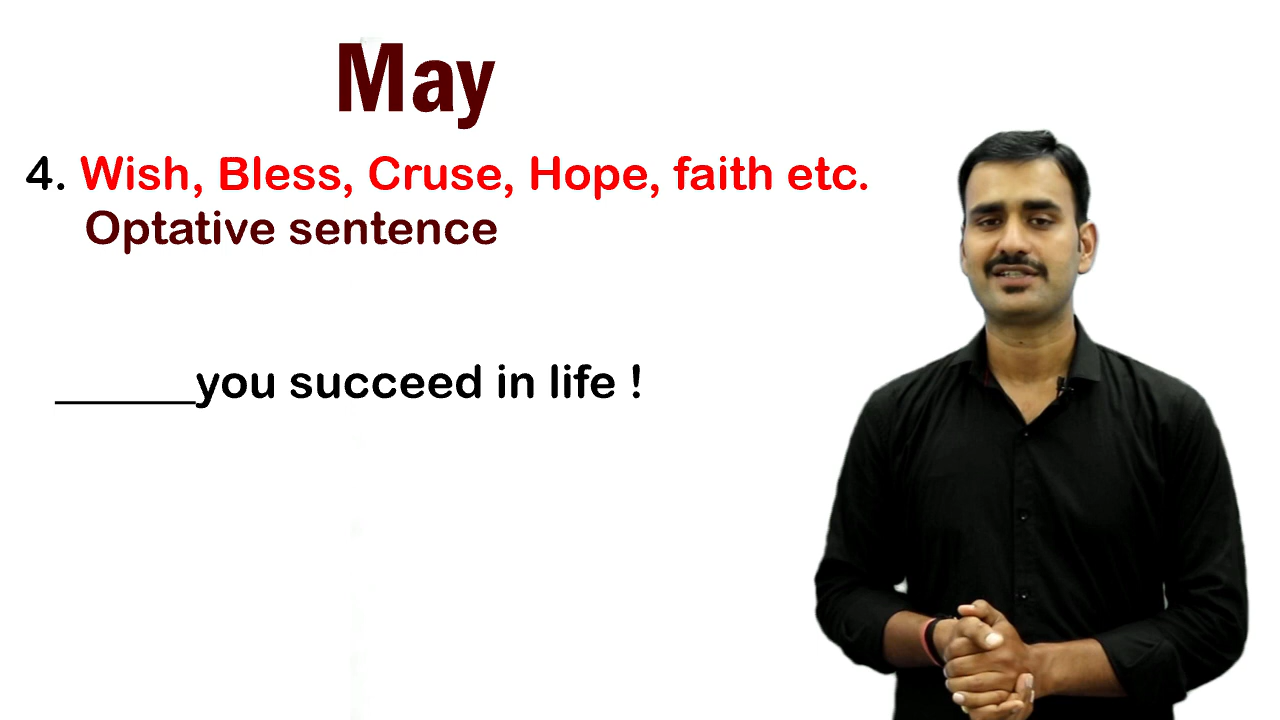 May
4. Wish, Bless, Cruse, Hope, faith etc.
Optative sentence
______you succeed in life !